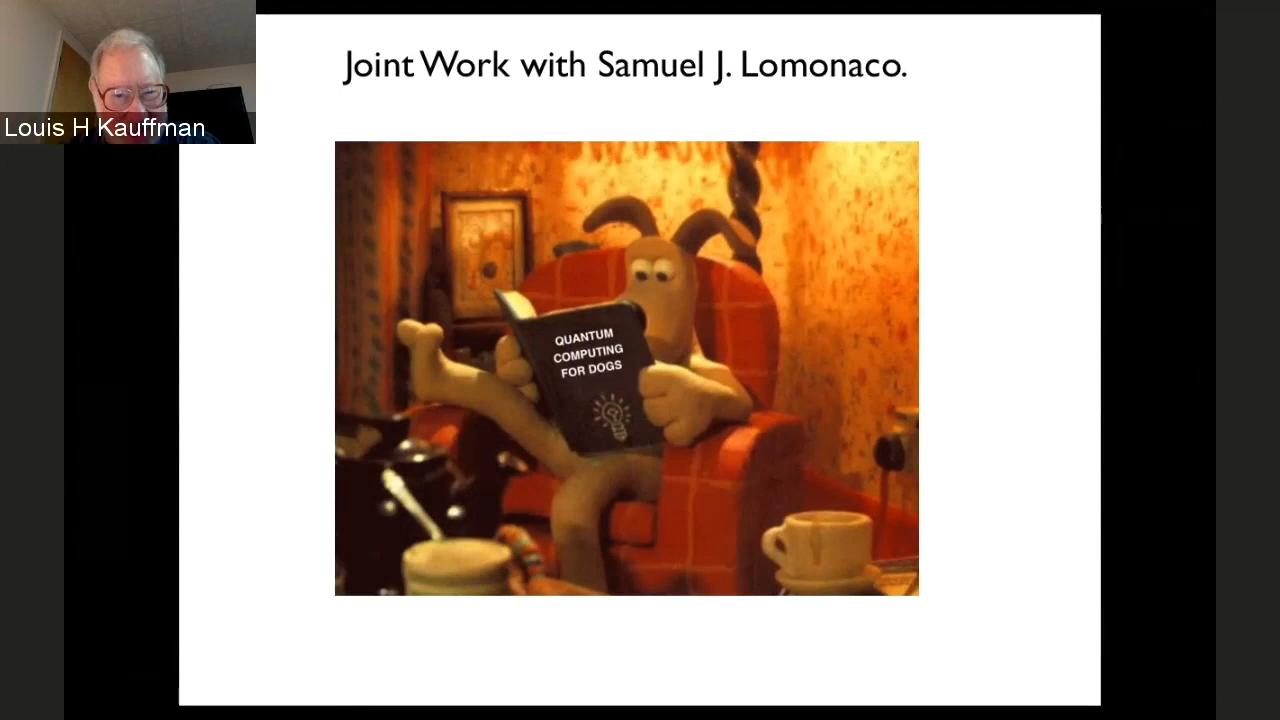 Joint Work with Samuel J. Lomonaco.
Louis H Kauffman
QUANTUM
COMPUTING
FOR DOGS